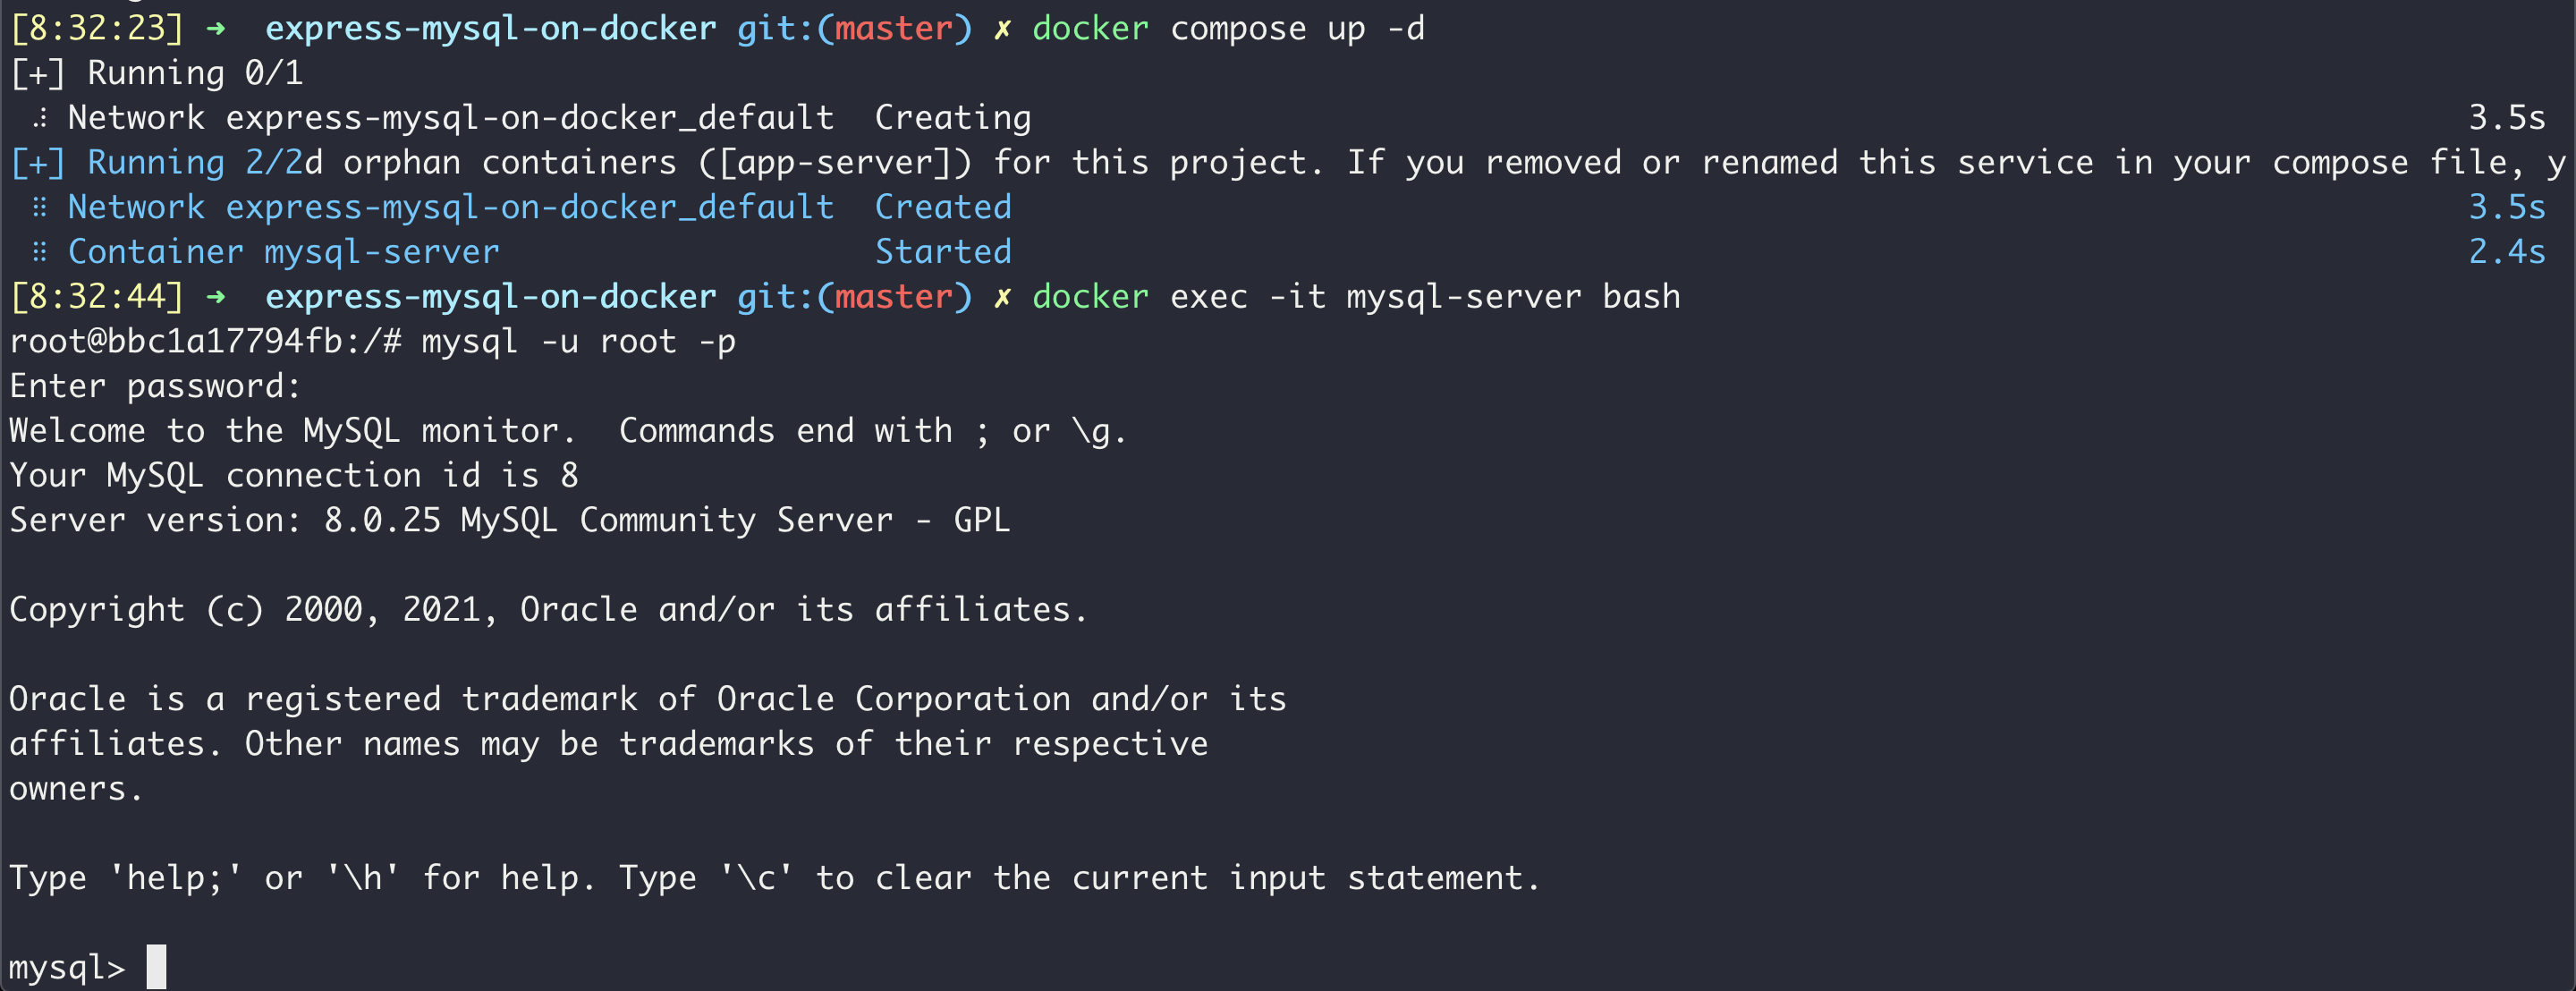 [8:32:23] ➜  express-mysql-on-docker git:(master) ✗ docker compose up -d
[+] Running 0/1
 ⠼ Network express-mysql-on-docker_default  Creating 3.5s
[+] Running 2/2d orphan containers ([app-server]) for this project. If you removed or renamed this service in your compose file, y
 ⠿ Network express-mysql-on-docker_default  Created 3.5s
 ⠿ Container mysql-server                   Started 2.4s
[8:32:44] ➜  express-mysql-on-docker git:(master) ✗ docker exec -it mysql-server bash
root@bbc1a17794fb:/# mysql -u root -p
Enter password:
Welcome to the MySQL monitor.  Commands end with ; or \g.
Your MySQL connection id is 8
Server version: 8.0.25 MySQL Community Server - GPL
Copyright (c) 2000, 2021, Oracle and/or its affiliates.
Oracle is a registered trademark of Oracle Corporation and/or its
affiliates. Other names may be trademarks of their respective
owners.
Type 'help;' or '\h' for help. Type '\c' to clear the current input statement.
mysql>